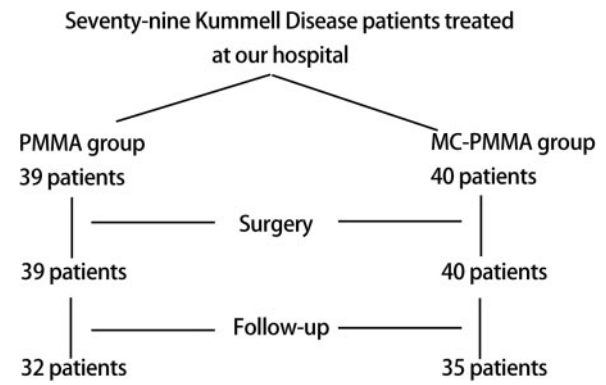 Seventy-nine Kummell Disease patients treated
at our hospital
PMMA group
MC-PMMA group
39 patients
40 patients
Surgery
39 patients
40 patients
Follow-up
32 patients
35 patients